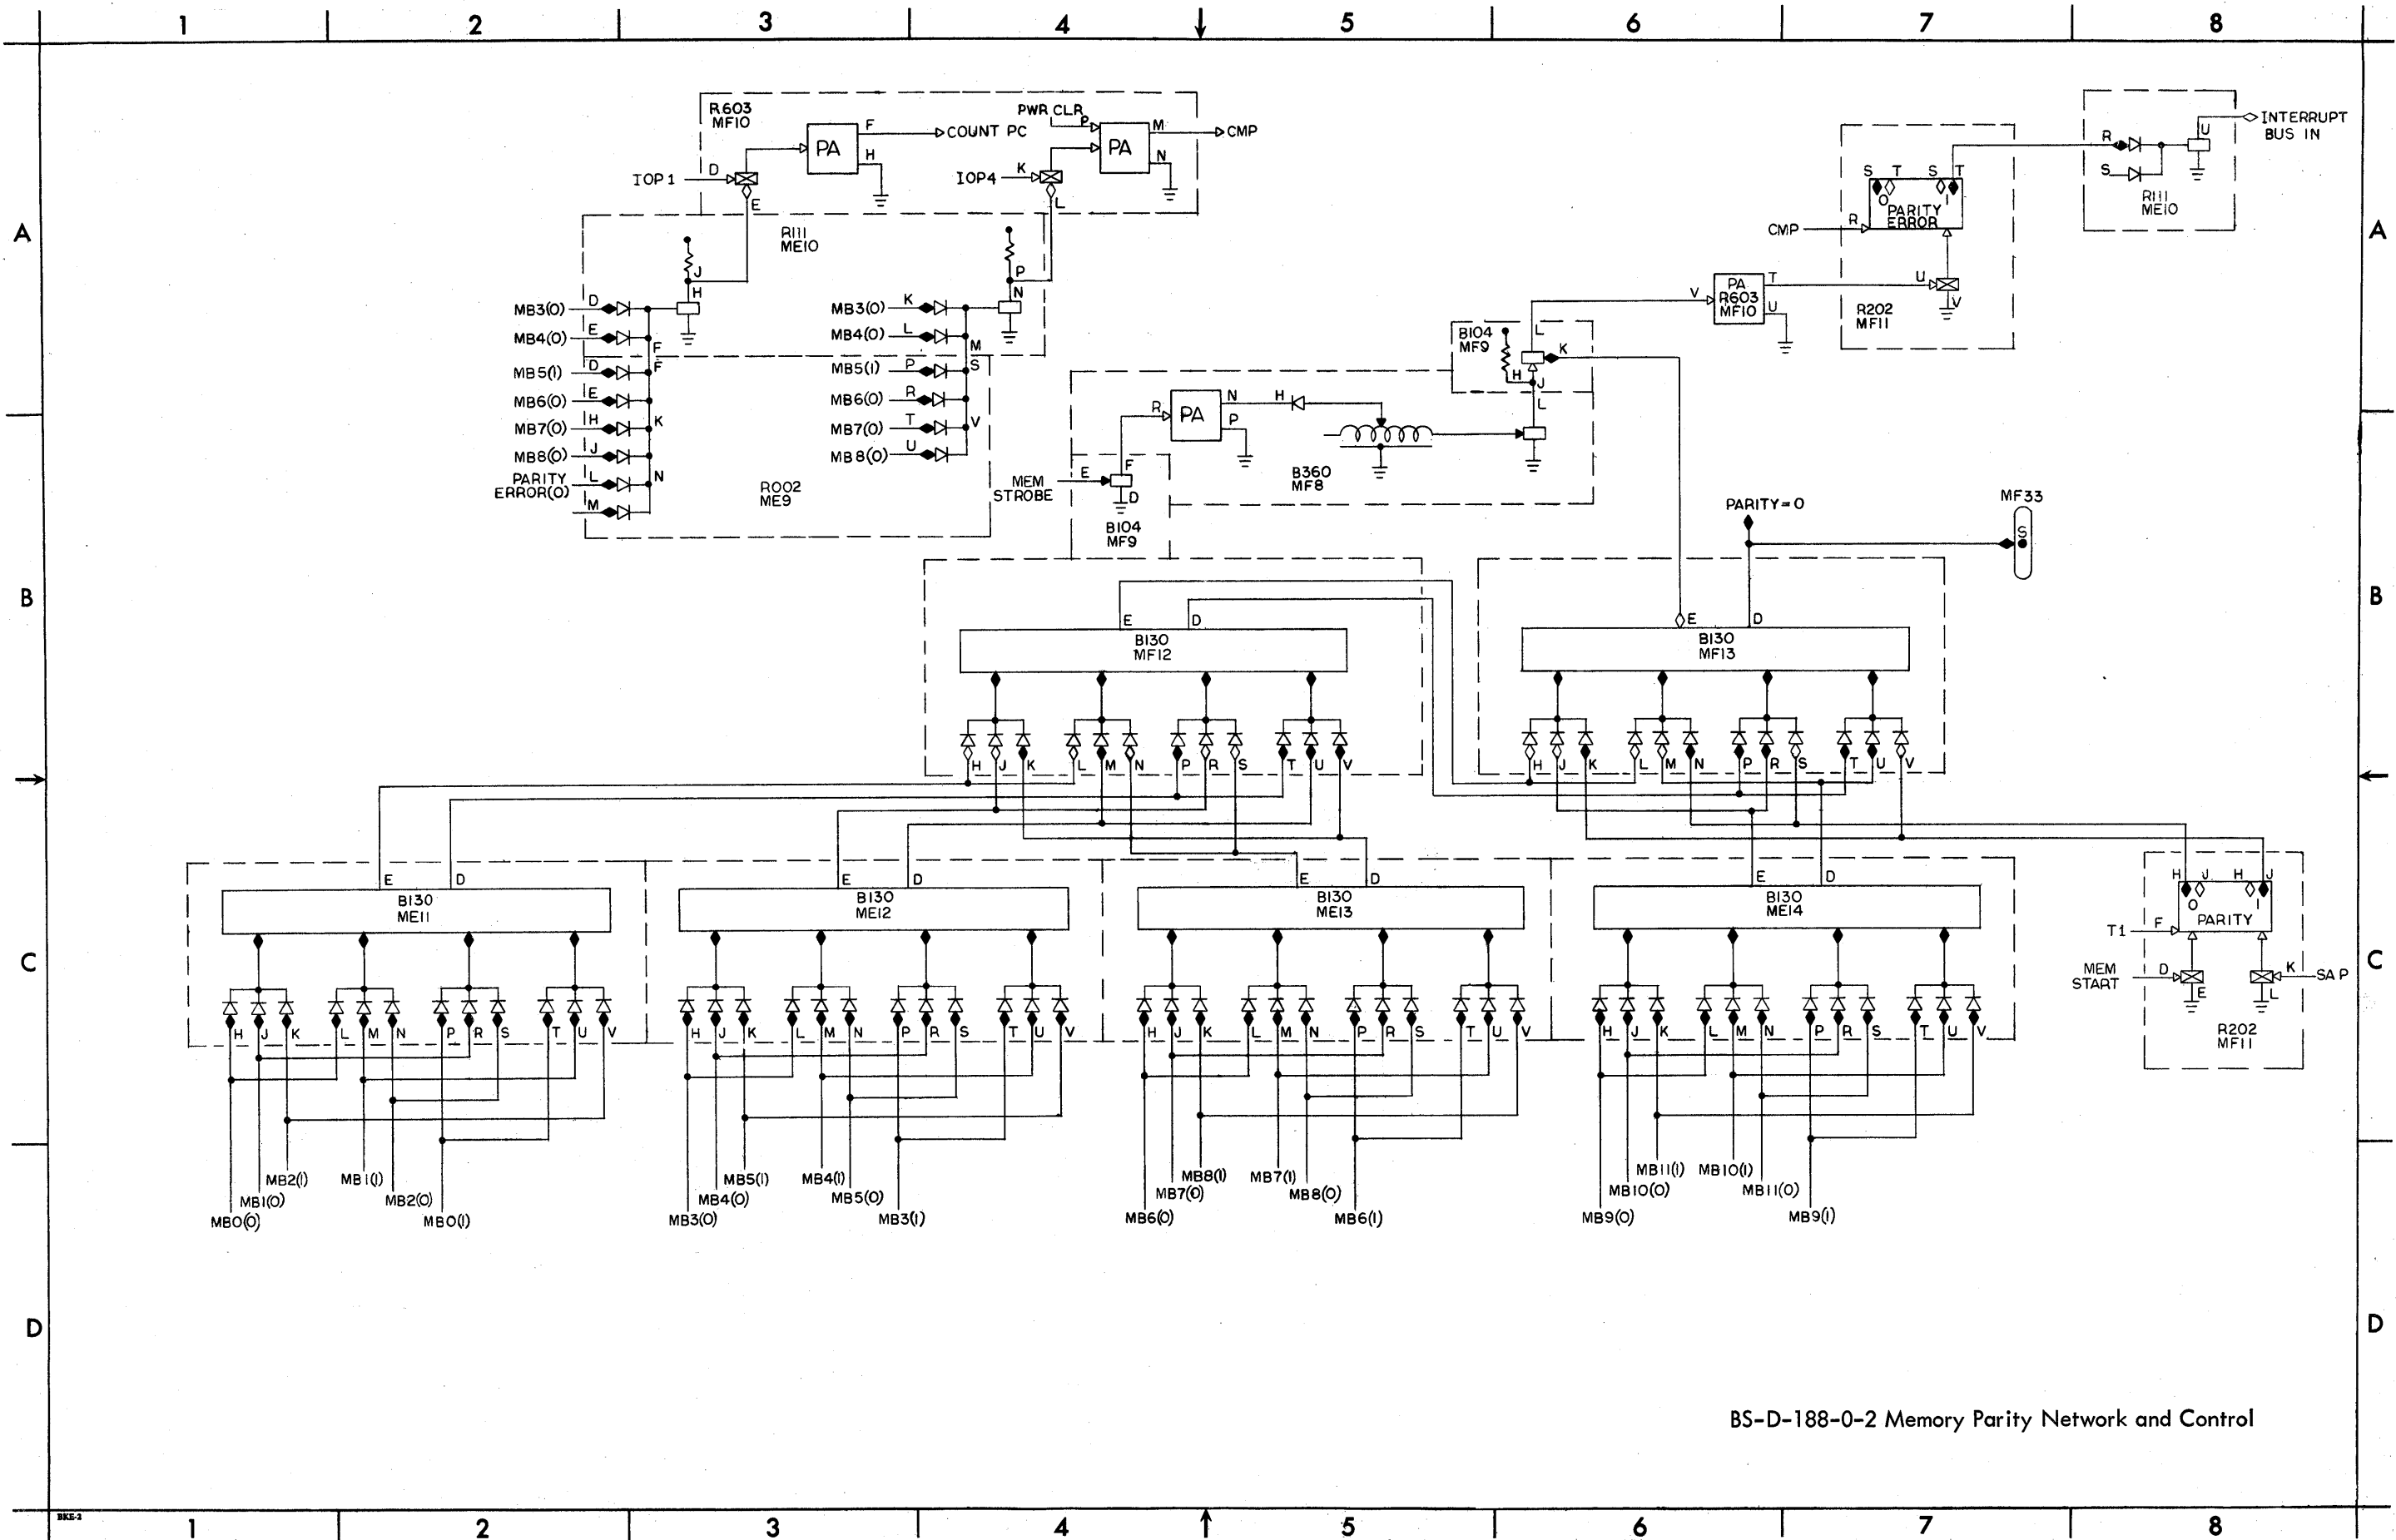 1 2 3 4 5 6 7 8
R603
MF10
PWR CLR
P
F
COUNT PC
M
CMP
PA
PA
H
N
IOP 1
D
IOP4
K
E
L
INTERRUPT
BUS IN
U
R
S
R111
ME10
S T S T
0 1
PARITY
ERROR
CMP
R
U
V
R202
MF11
A
A
R111
ME10
J
H
P
N
MB3(0) D
MB4(0) E
F
MB5(1) D
F
MB6(0) E
MB7(0) H
K
MB8(0) J
PARITY
ERROR(0)
L
N
M
MB3(0) K
MB4(0) L
M
MB5(1) P
S
MB6(0) R
MB7(0) T
V
MB8(0) U
R002
ME9
V
PA
R603
MF10
T
U
B104
MF9
L
K
H
J
L
R
PA
N
P
H
B360
MF8
MEM
STROBE
E
F
D
B104
MF9
PARITY=0
MF33
S
B
B
E D
B130
MF12
H J K L M N P R S T U V
E D
B130
MF13
H J K L M N P R S T U V
E D
B130
ME11
H J K L M N P R S T U V
E D
B130
ME12
H J K L M N P R S T U V
E D
B130
ME13
H J K L M N P R S T U V
E D
B130
ME14
H J K L M N P R S T U V
H J H J
0 1
PARITY
T1 F
MEM
START
D
E
K
SA P
L
R202
MF11
C
C
MB2(1) MB1(1)
MB1(0) MB2(0)
MB0(0) MB0(1)
MB5(1) MB4(1)
MB4(0) MB5(0)
MB3(0) MB3(1)
MB8(1) MB7(1)
MB7(0) MB8(0)
MB6(0) MB6(1)
MB11(1) MB10(1)
MB10(0) MB11(0)
MB9(0) MB9(1)
D
D
BS-D-188-0-2 Memory Parity Network and Control
BKE-2
1 2 3 4 5 6 7 8